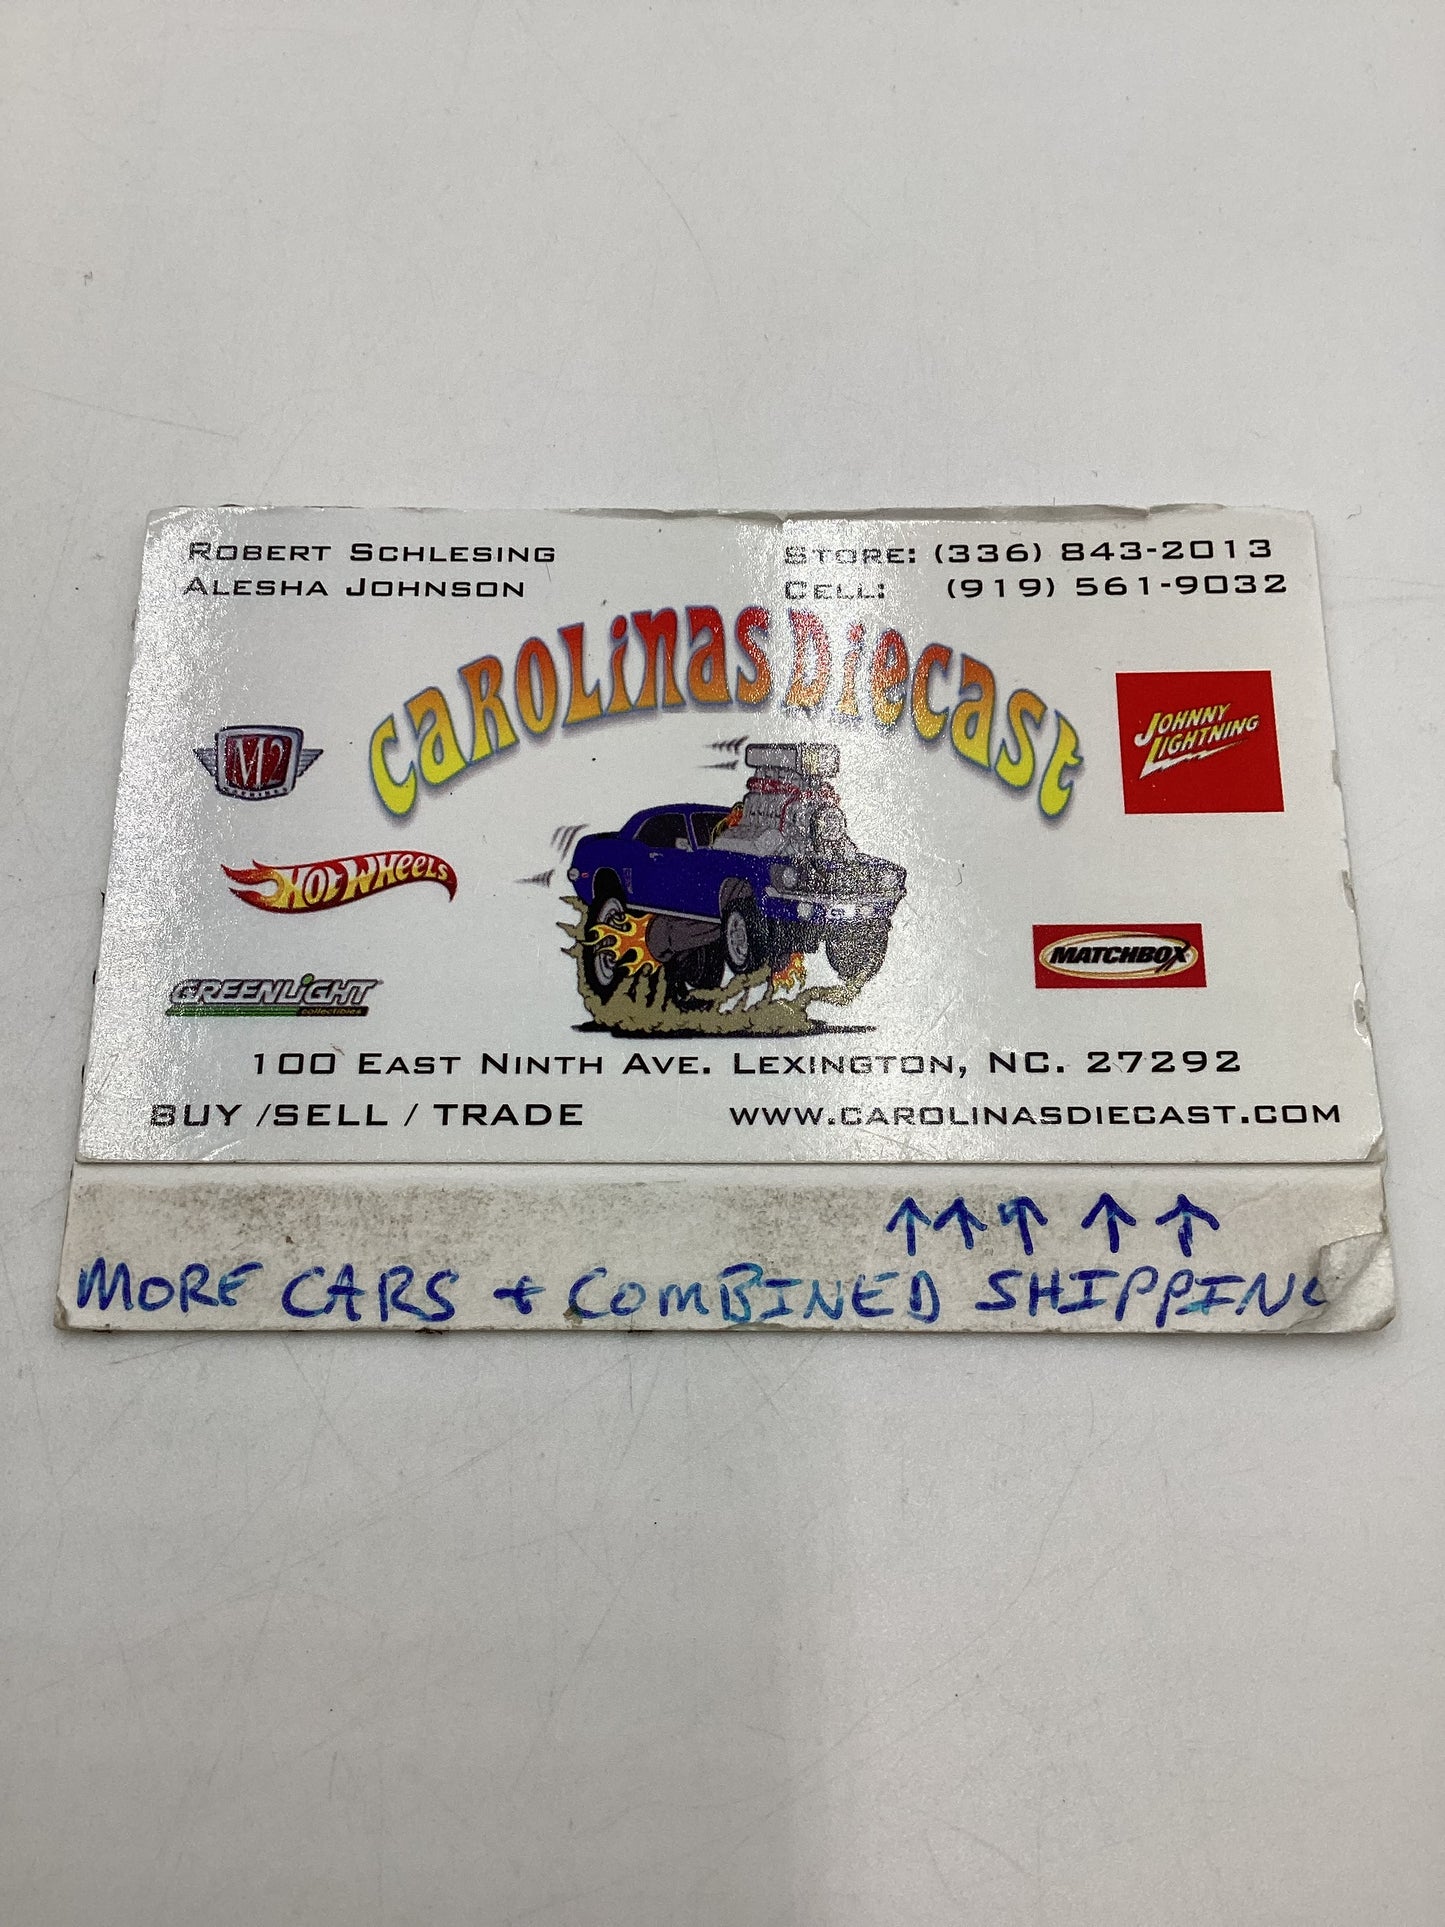 ROBERT SCHLESING
ALESHA JOHNSON
STORE: (336) 843-2013
CELL: (919) 561-9032
CAROLINAS DIECAST
M2
MACHINES
JOHNNY
LIGHTNING
HOT WHEELS
MATCHBOX
GREENLIGHT
collectibles
100 EAST NINTH AVE. LEXINGTON, NC. 27292
BUY /SELL / TRADE
WWW.CAROLINASDIECAST.COM
↑↑↑↑↑
MORE CARS + COMBINED SHIPPING